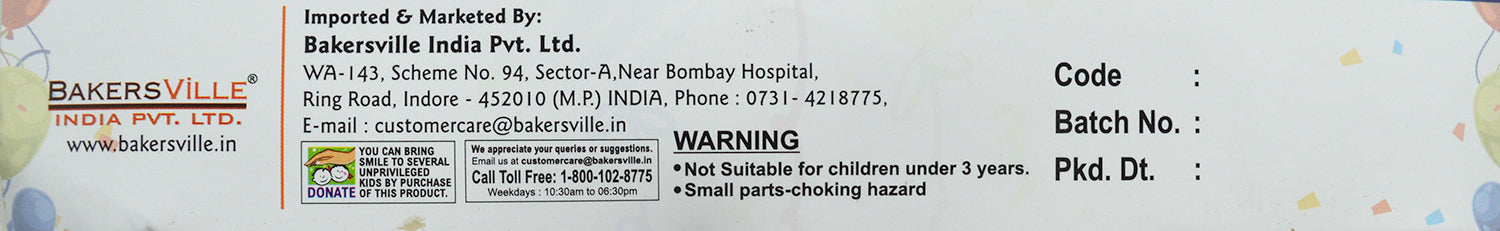 BAKERSVILLE®
INDIA PVT. LTD.
www.bakersville.in
Imported & Marketed By:
Bakersville India Pvt. Ltd.
WA-143, Scheme No. 94, Sector-A,Near Bombay Hospital,
Ring Road, Indore - 452010 (M.P.) INDIA, Phone : 0731- 4218775,
E-mail : customercare@bakersville.in
YOU CAN BRING
SMILE TO SEVERAL
UNPRIVILIGED
KIDS BY PURCHASE
DONATE OF THIS PRODUCT.
We appreciate your queries or suggestions.
Email us at customercare@bakersville.in
Call Toll Free: 1-800-102-8775
Weekdays : 10:30am to 06:30pm
WARNING
•Not Suitable for children under 3 years.
•Small parts-choking hazard
Code :
Batch No. :
Pkd. Dt. :